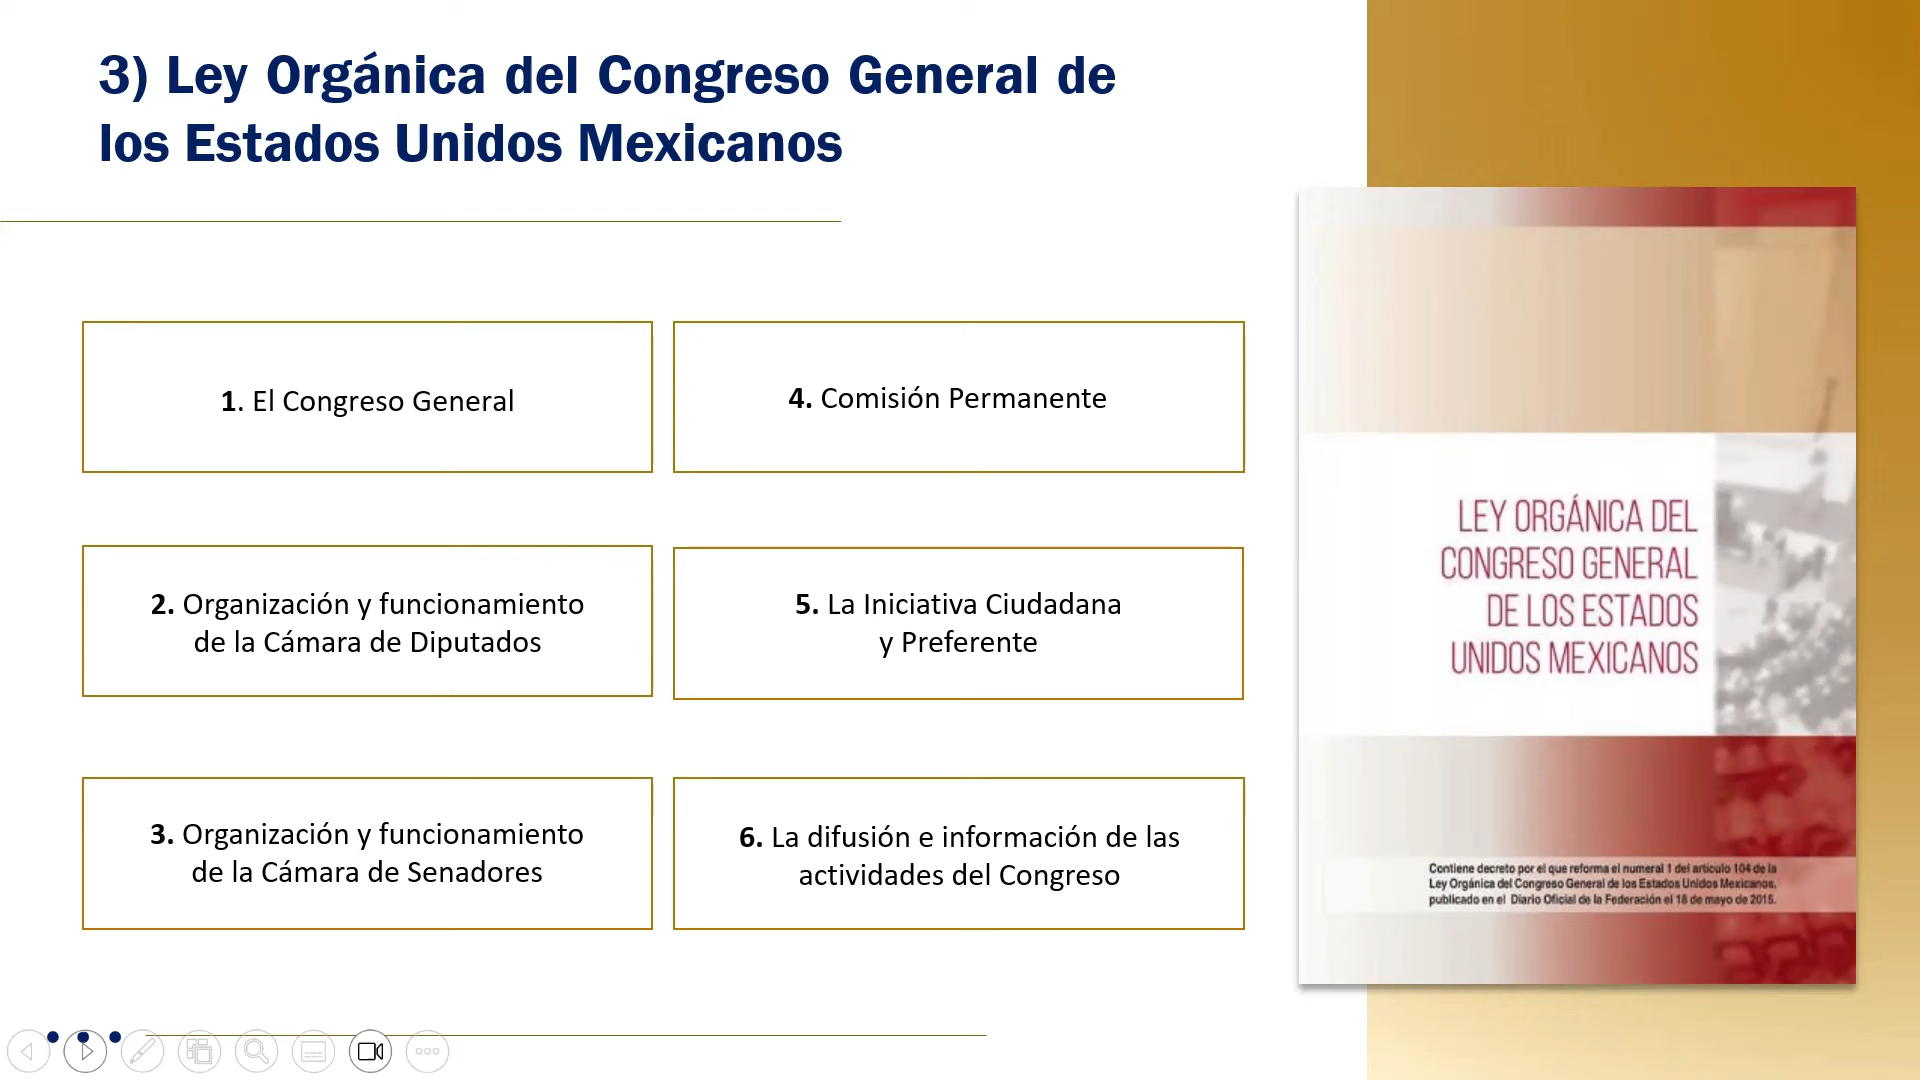 3) Ley Orgánica del Congreso General de
los Estados Unidos Mexicanos
1. El Congreso General
4. Comisión Permanente
2. Organización y funcionamiento
de la Cámara de Diputados
5. La Iniciativa Ciudadana
y Preferente
3. Organización y funcionamiento
de la Cámara de Senadores
6. La difusión e información de las
actividades del Congreso
LEY ORGÁNICA DEL
CONGRESO GENERAL
DE LOS ESTADOS
UNIDOS MEXICANOS
Contiene decreto por el que reforma el numeral 1 del artículo 104 de la
Ley Orgánica del Congreso General de los Estados Unidos Mexicanos,
publicado en el Diario Oficial de la Federación el 18 de mayo de 2015.